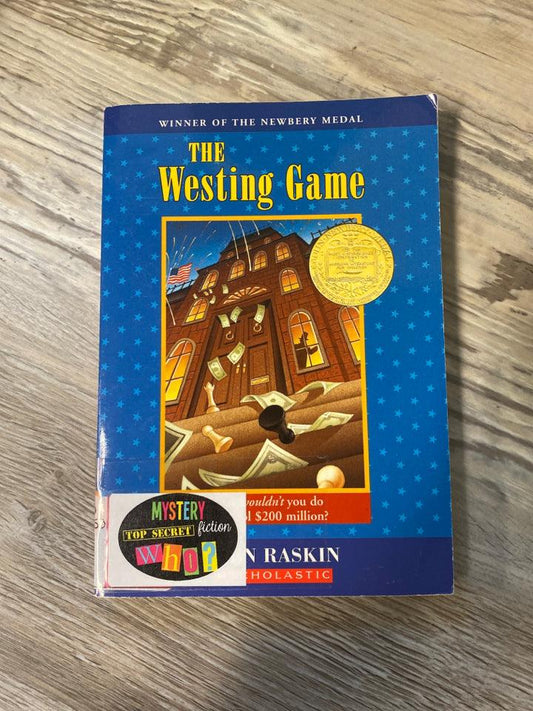 WINNER OF THE NEWBERY MEDAL
THE
Westing Game
wouldn't you do
$200 million?
MYSTERY
TOP SECRET fiction
Who?
N RASKIN
SCHOLASTIC